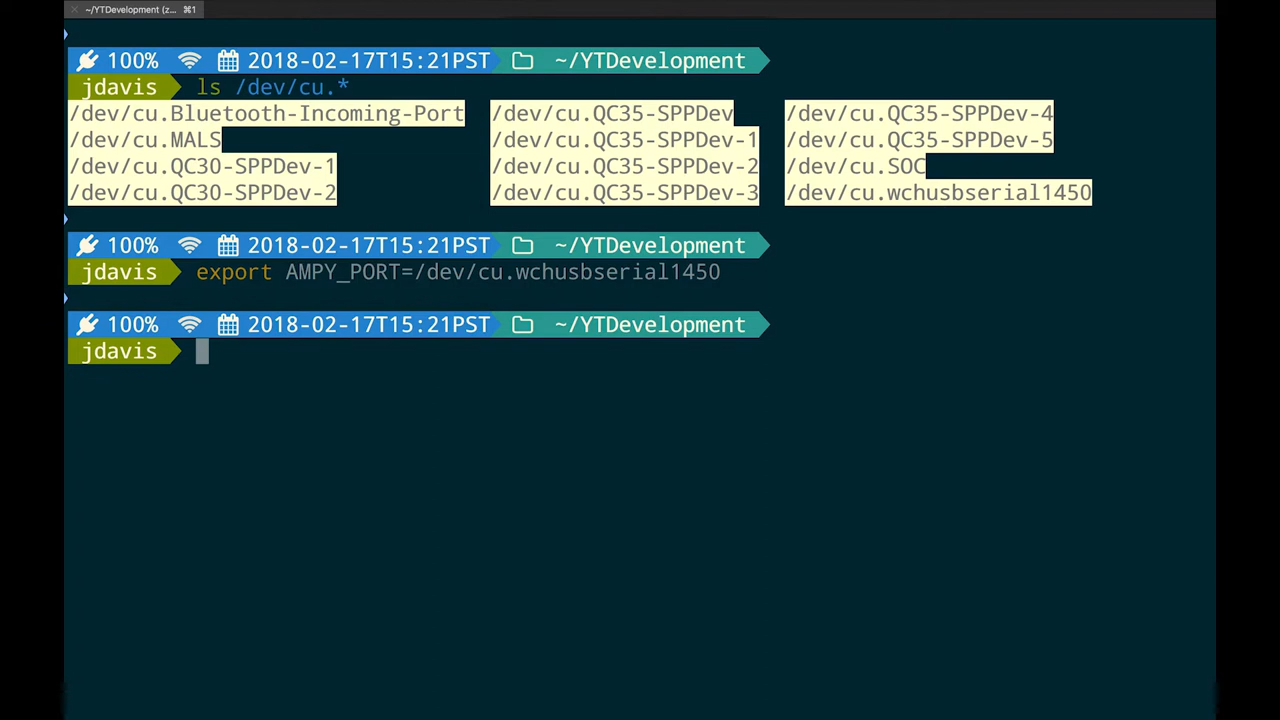 ~/YTDevelopment (z... ⌘1
100% 2018-02-17T15:21PST ~/YTDevelopment
jdavis ls /dev/cu.*
/dev/cu.Bluetooth-Incoming-Port /dev/cu.QC35-SPPDev /dev/cu.QC35-SPPDev-4
/dev/cu.MALS /dev/cu.QC35-SPPDev-1 /dev/cu.QC35-SPPDev-5
/dev/cu.QC30-SPPDev-1 /dev/cu.QC35-SPPDev-2 /dev/cu.SOC
/dev/cu.QC30-SPPDev-2 /dev/cu.QC35-SPPDev-3 /dev/cu.wchusbserial1450
100% 2018-02-17T15:21PST ~/YTDevelopment
jdavis export AMPY_PORT=/dev/cu.wchusbserial1450
100% 2018-02-17T15:21PST ~/YTDevelopment
jdavis